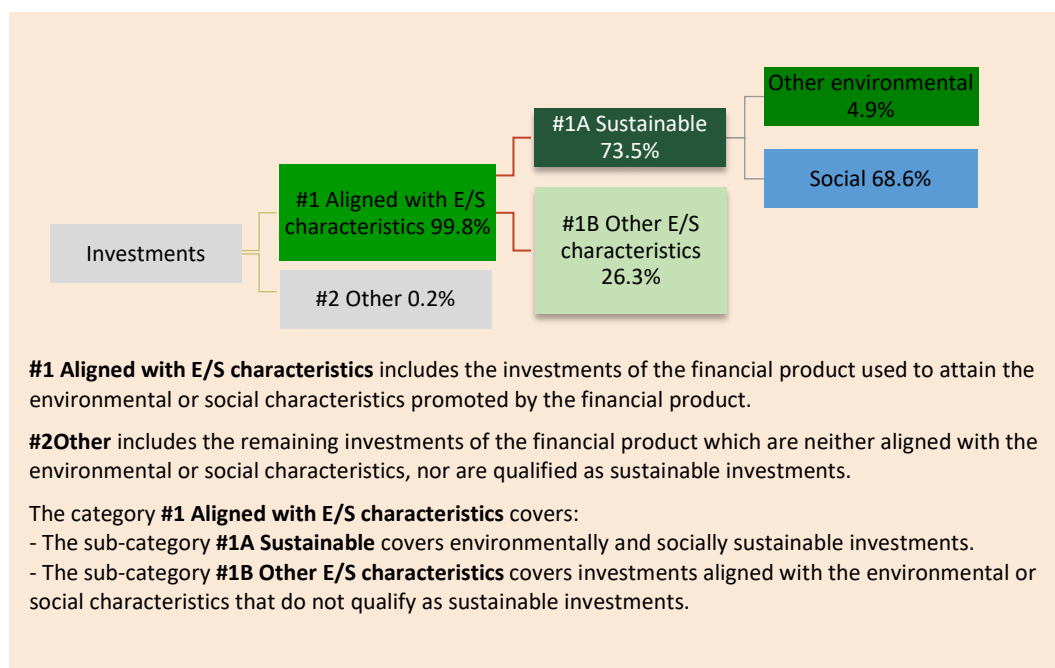 Other environmental
4.9%
#1A Sustainable
73.5%
Social 68.6%
#1 Aligned with E/S
characteristics 99.8%
#1B Other E/S
characteristics
26.3%
Investments
#2 Other 0.2%
#1 Aligned with E/S characteristics includes the investments of the financial product used to attain the
environmental or social characteristics promoted by the financial product.
#2Other includes the remaining investments of the financial product which are neither aligned with the
environmental or social characteristics, nor are qualified as sustainable investments.
The category #1 Aligned with E/S characteristics covers:
- The sub-category #1A Sustainable covers environmentally and socially sustainable investments.
- The sub-category #1B Other E/S characteristics covers investments aligned with the environmental or
social characteristics that do not qualify as sustainable investments.